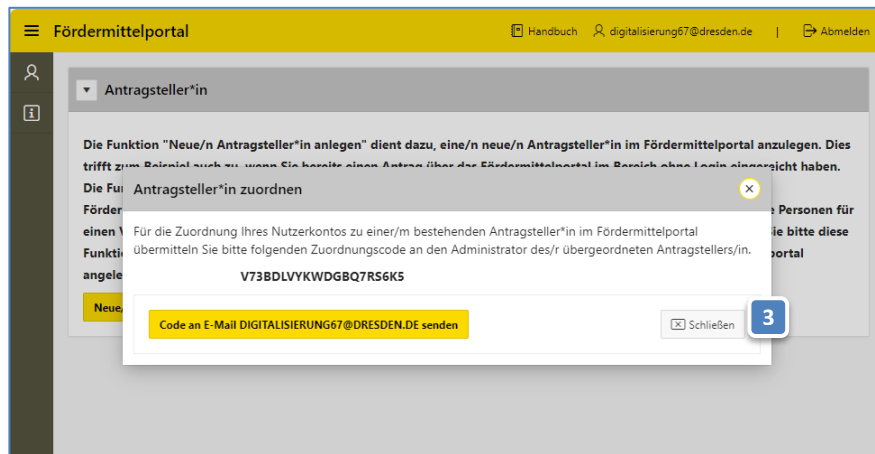 Fördermittelportal
Handbuch digitalisierung67@dresden.de | Abmelden
Antragsteller*in
Die Funktion "Neue/n Antragsteller*in anlegen" dient dazu, eine/n neue/n Antragsteller*in im Fördermittelportal anzulegen. Dies
trifft zum Beispiel auch zu, wenn Sie bereits einen Antrag über das Fördermittelportal im Bereich ohne Login eingereicht haben.
Die
Personen für
einen ie bitte diese
angele
Neue/
Antragsteller*in zuordnen
Für die Zuordnung Ihres Nutzerkontos zu einer/m bestehenden Antragsteller*in im Fördermittelportal
übermitteln Sie bitte folgenden Zuordnungscode an den Administrator des/r übergeordneten Antragstellers/in.
V73BDLVYKWDGBQ7RS6K5
Code an E-Mail DIGITALISIERUNG67@DRESDEN.DE senden
Schließen
3